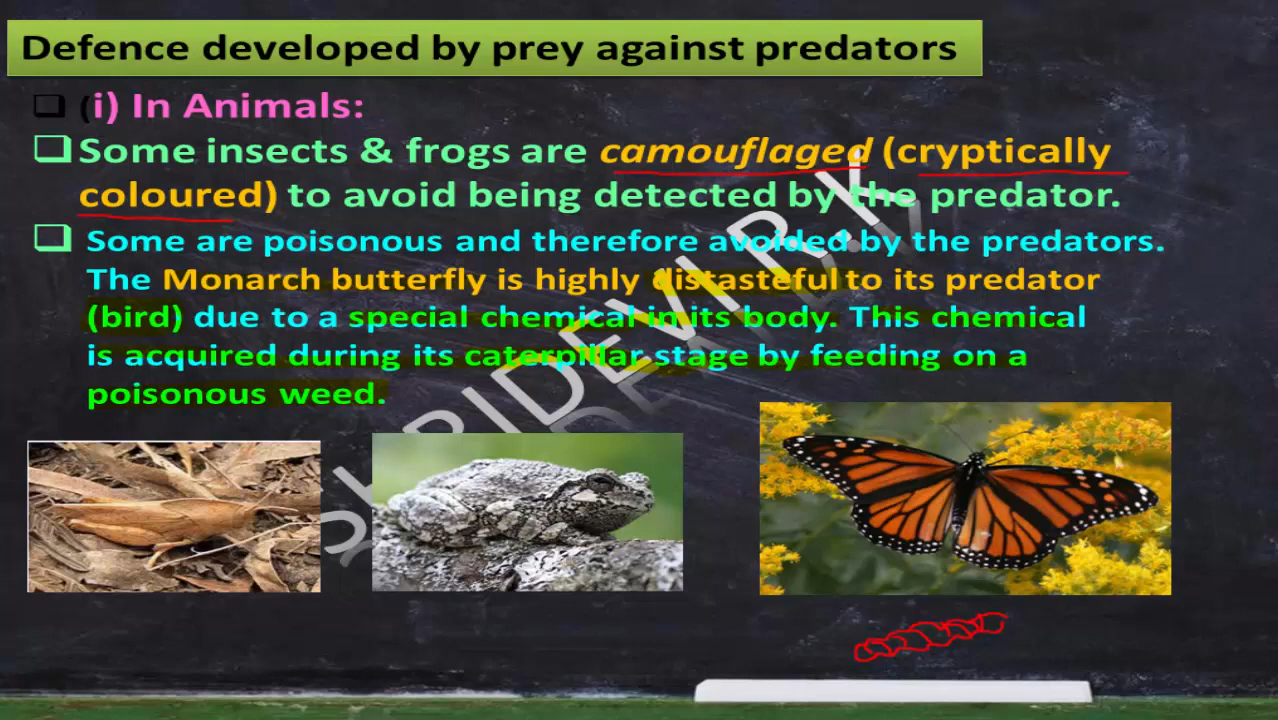 Defence developed by prey against predators
(i) In Animals:
Some insects & frogs are camouflaged (cryptically
coloured) to avoid being detected by the predator.
Some are poisonous and therefore avoided by the predators.
The Monarch butterfly is highly distasteful to its predator
(bird) due to a special chemical in its body. This chemical
is acquired during its caterpillar stage by feeding on a
poisonous weed.
SHRIDEVI R.K